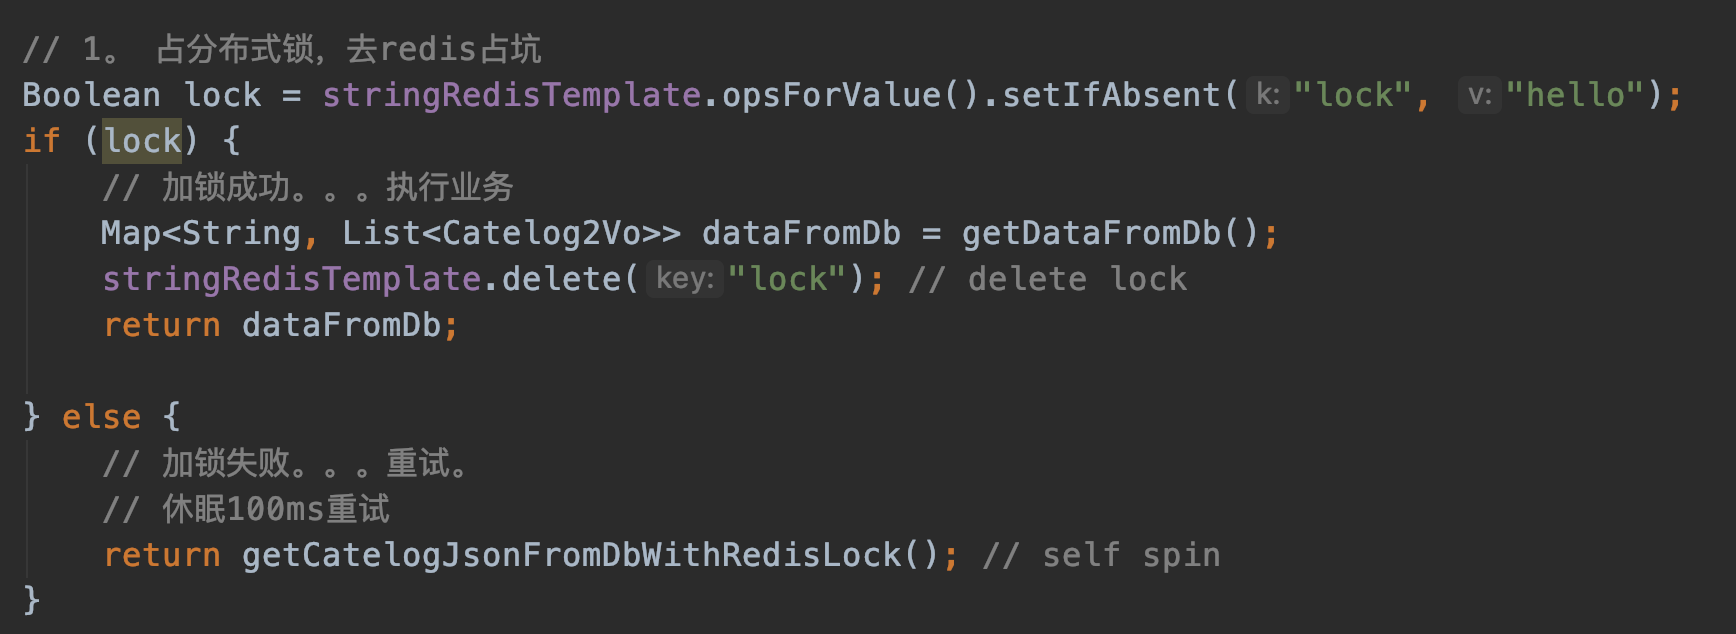 // 1。 占分布式锁，去redis占坑
Boolean lock = stringRedisTemplate.opsForValue().setIfAbsent( k: "lock", v: "hello");
if (lock) {
    // 加锁成功。。。执行业务
    Map<String, List<Catelog2Vo>> dataFromDb = getDataFromDb();
    stringRedisTemplate.delete( key: "lock"); // delete lock
    return dataFromDb;
} else {
    // 加锁失败。。。重试。
    // 休眠100ms重试
    return getCatelogJsonFromDbWithRedisLock(); // self spin
}